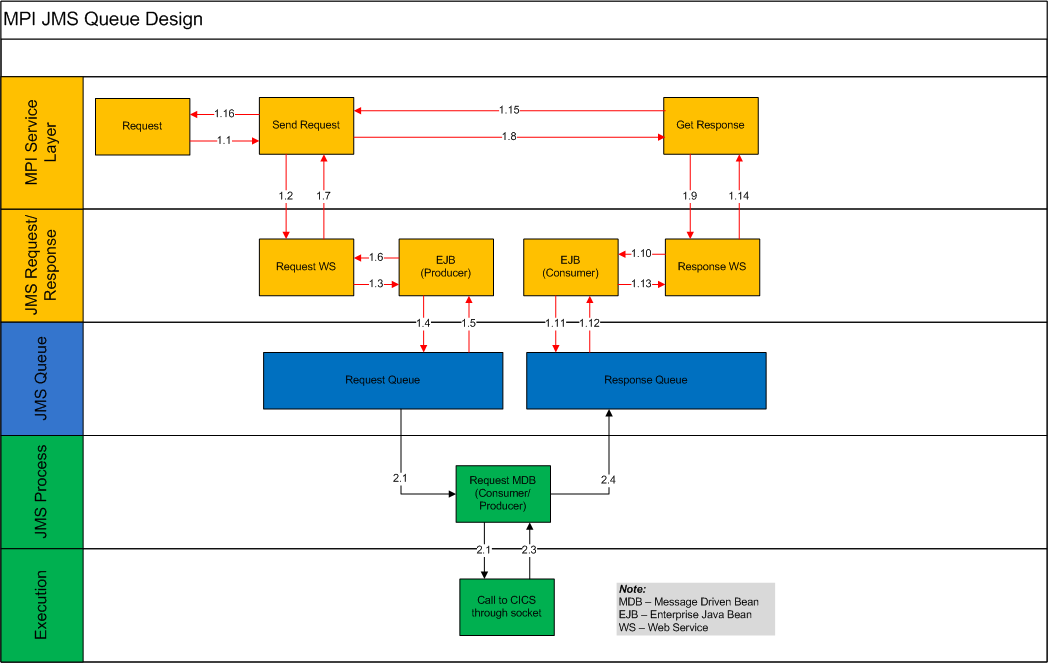 MPI JMS Queue Design
MPI Service
Layer
Request
1.16
1.1
Send Request
1.15
1.8
Get Response
1.2
1.7
1.9
1.14
JMS Request/
Response
Request WS
1.6
1.3
EJB
(Producer)
EJB
(Consumer)
1.10
1.13
Response WS
1.4
1.5
1.11
1.12
JMS Queue
Request Queue
Response Queue
JMS Process
2.1
Request MDB
(Consumer/
Producer)
2.4
2.1
2.3
Execution
Call to CICS
through socket
Note:
MDB – Message Driven Bean
EJB – Enterprise Java Bean
WS – Web Service